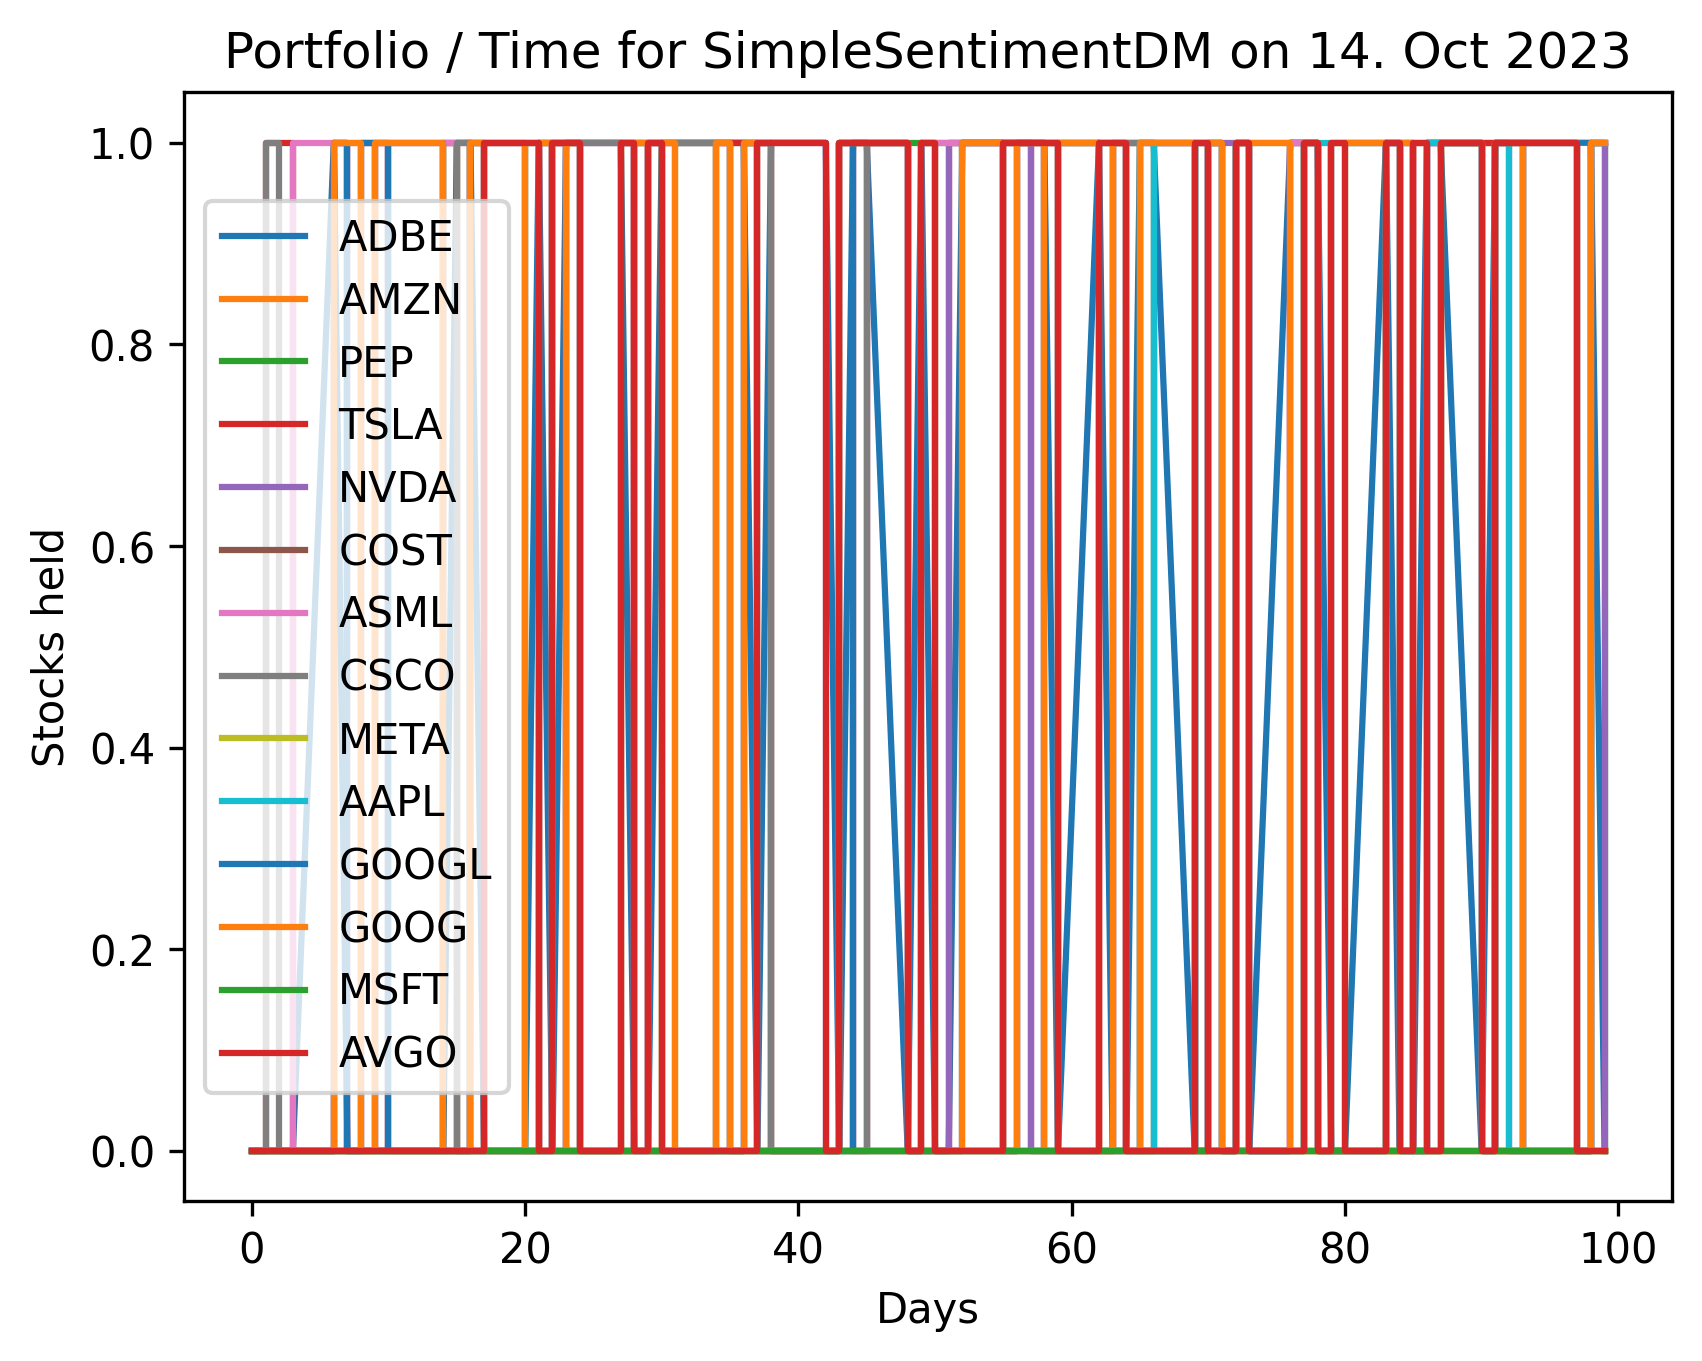 Portfolio / Time for SimpleSentimentDM on 14. Oct 2023
1.0
0.8
0.6
0.4
0.2
0.0
Stocks held
ADBE
AMZN
PEP
TSLA
NVDA
COST
ASML
CSCO
META
AAPL
GOOGL
GOOG
MSFT
AVGO
0 20 40 60 80 100
Days